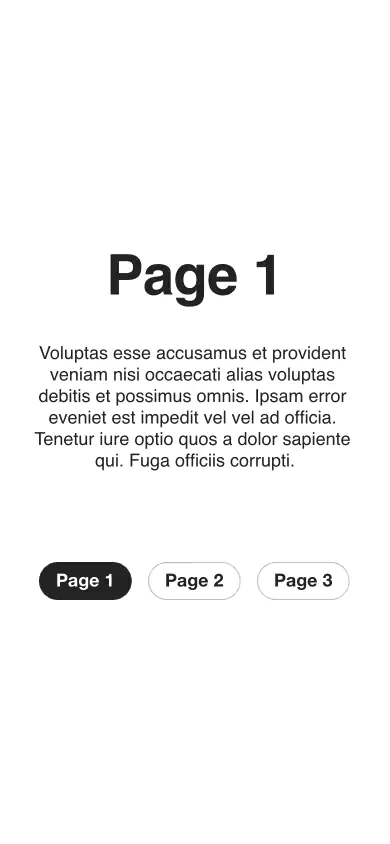 Page 1
Voluptas esse accusamus et provident
veniam nisi occaecati alias voluptas
debitis et possimus omnis. Ipsam error
eveniet est impedit vel vel ad officia.
Tenetur iure optio quos a dolor sapiente
qui. Fuga officiis corrupti.
Page 1 Page 2 Page 3